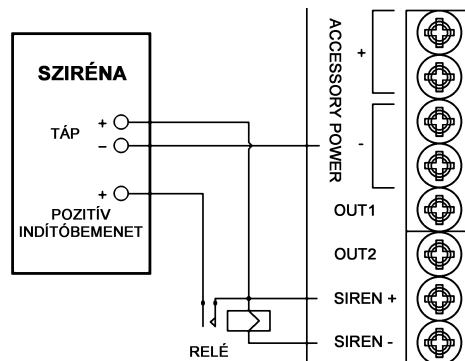 SZIRÉNA
TÁP
+
–
+
POZITÍV
INDÍTÓBEMENET
RELÉ
ACCESSORY POWER
+
-
OUT1
OUT2
SIREN +
SIREN -